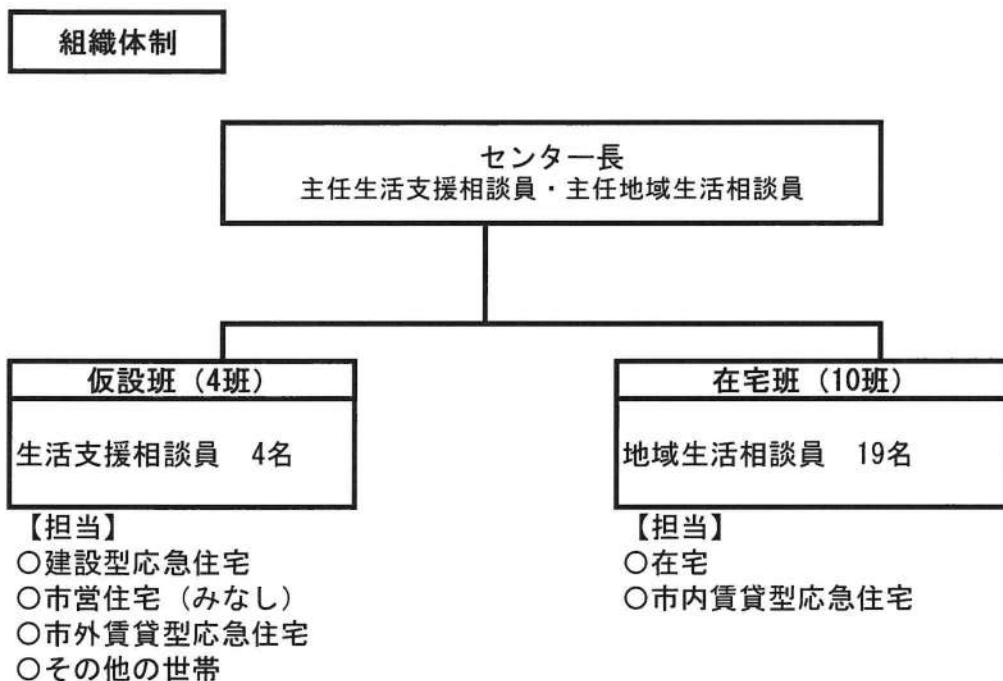 組織体制
センター長
主任生活支援相談員・主任地域生活相談員
仮設班（4班）
生活支援相談員　4名
【担当】
○建設型応急住宅
○市営住宅（みなし）
○市外賃貸型応急住宅
○その他の世帯
在宅班（10班）
地域生活相談員　19名
【担当】
○在宅
○市内賃貸型応急住宅